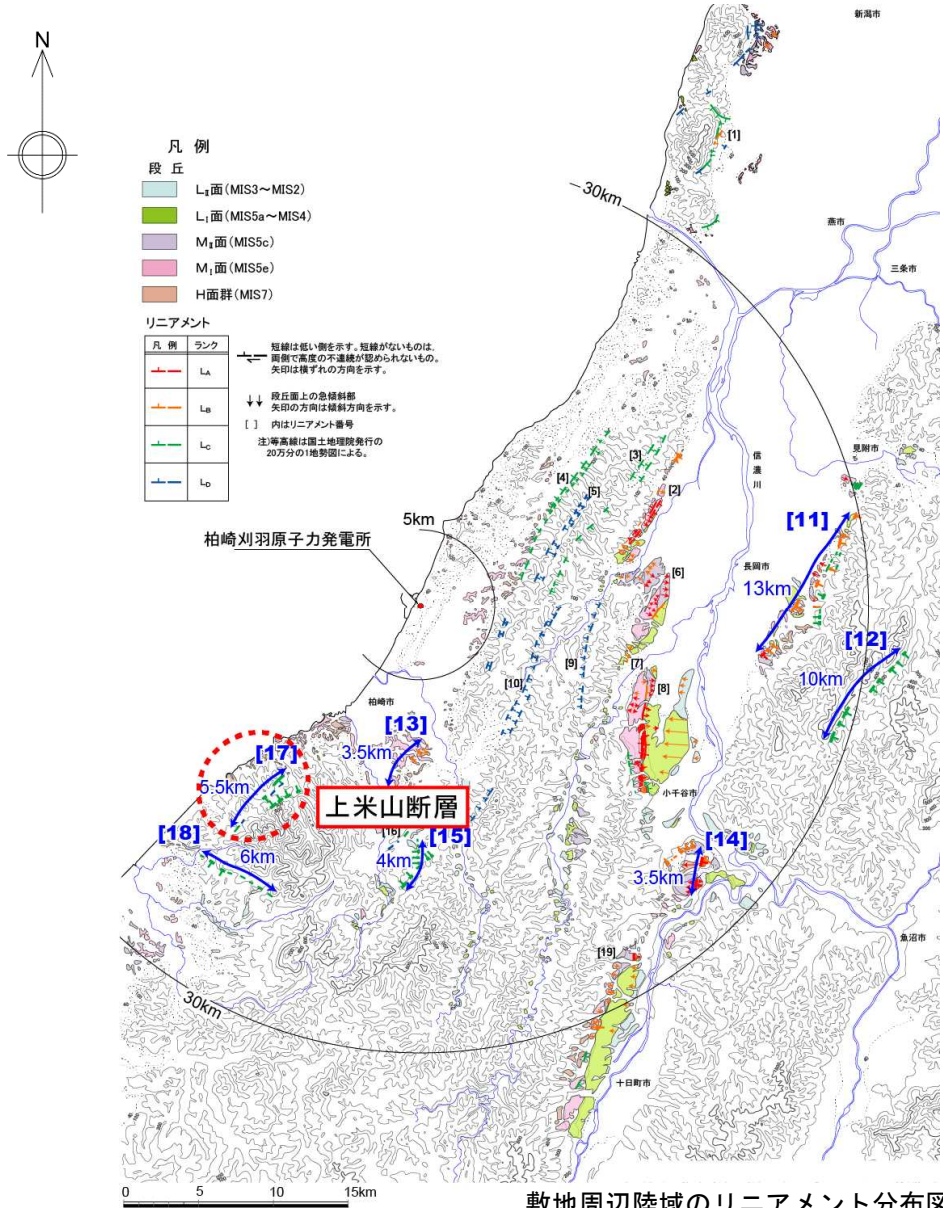 新潟市
N
凡 例
段 丘
LⅡ面(MIS3～MIS2)
LⅠ面(MIS5a～MIS4)
MⅡ面(MIS5c)
MⅠ面(MIS5e)
H面群(MIS7)
リニアメント
凡 例 ランク
LA
LB
LC
LD
短線は低い側を示す。短線がないものは、
両側で高度の不連続が認められないもの。
矢印は横ずれの方向を示す。
段丘面上の急傾斜部
矢印の方向は傾斜方向を示す。
[ ] 内はリニアメント番号
注)等高線は国土地理院発行の
20万分の1地勢図による。
[1]
30km
燕市
三条市
見附市
信濃川
[3]
[4]
[5]
[2]
5km
柏崎刈羽原子力発電所
[11]
長岡市
13km
[6]
[12]
10km
[7]
[8]
[9]
[10]
柏崎市
[13]
3.5km
[17]
5.5km
上米山断層
小千谷市
[18]
6km
[16]
[15]
4km
[14]
3.5km
魚沼市
[19]
30km
十日町市
0 5 10 15km
敷地周辺陸域のリニアメント分布図